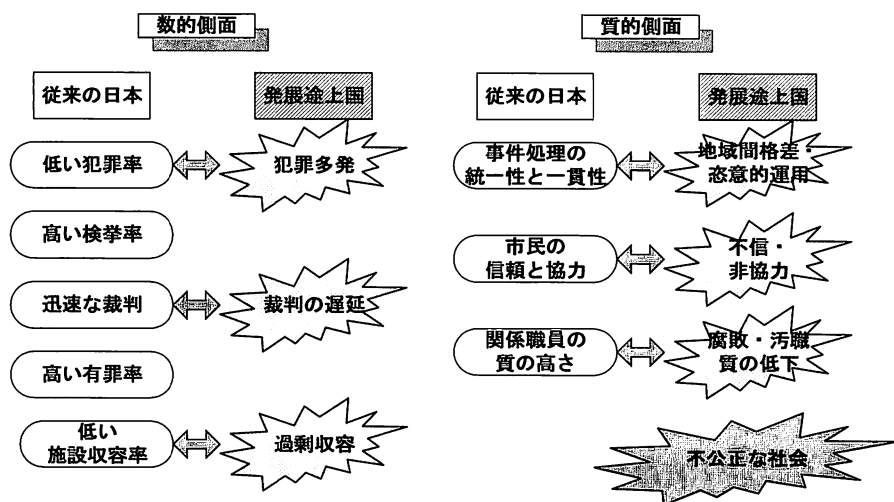 数的側面
従来の日本
発展途上国
低い犯罪率
犯罪多発
高い検挙率
迅速な裁判
裁判の遅延
高い有罪率
低い
施設収容率
過剰収容
質的側面
従来の日本
発展途上国
事件処理の
統一性と一貫性
地域間格差・
恣意的運用
市民の
信頼と協力
不信・
非協力
関係職員の
質の高さ
腐敗・汚職
質の低下
不公正な社会